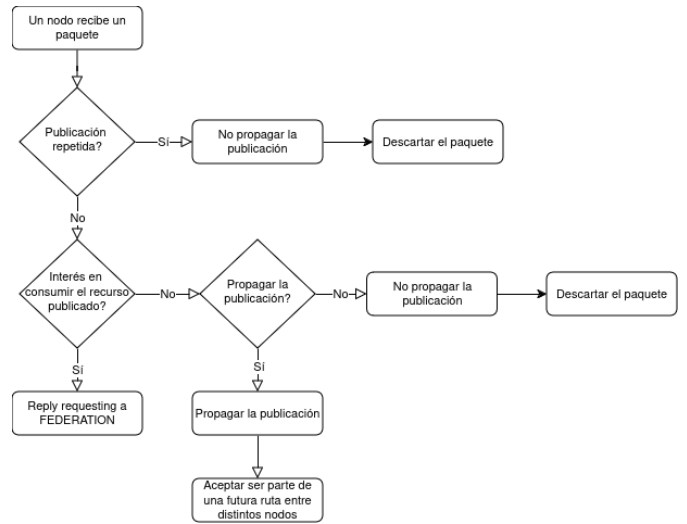 Un nodo recibe un
paquete
Publicación
repetida?
Sí
No propagar la
publicación
Descartar el paquete
No
Interés en
consumir el recurso
publicado?
No
Propagar la
publicación?
No
No propagar la
publicación
Descartar el paquete
Sí
Sí
Reply requesting a
FEDERATION
Propagar la publicación
Aceptar ser parte de
una futura ruta entre
distintos nodos